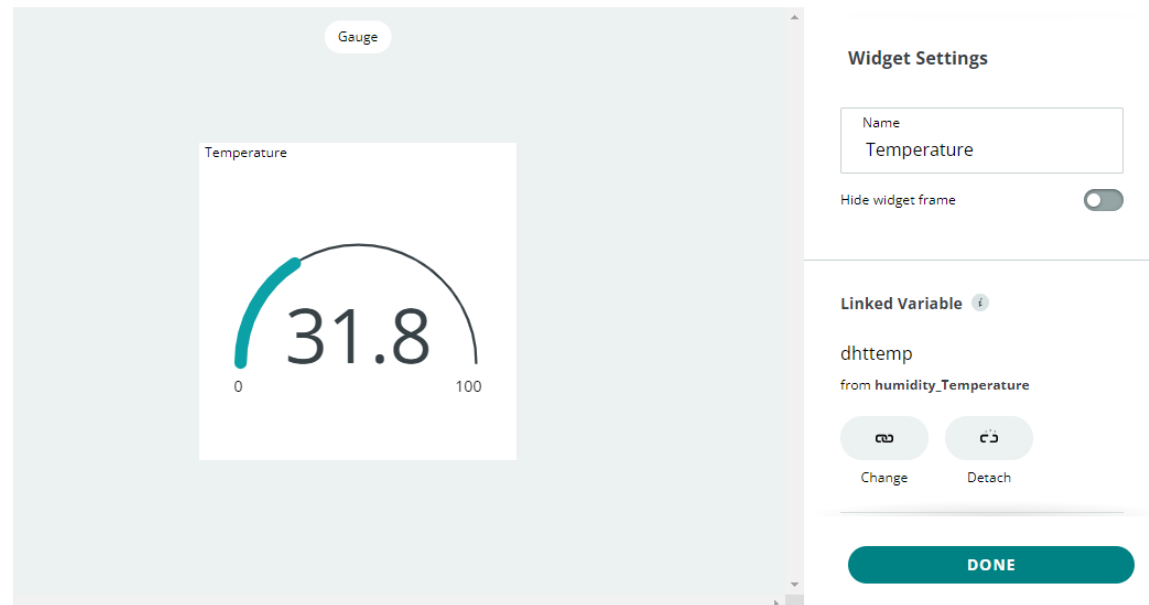 Gauge
Temperature
31.8
0
100
Widget Settings
Name
Temperature
Hide widget frame
Linked Variable i
dhttemp
from humidity_Temperature
Change
Detach
DONE